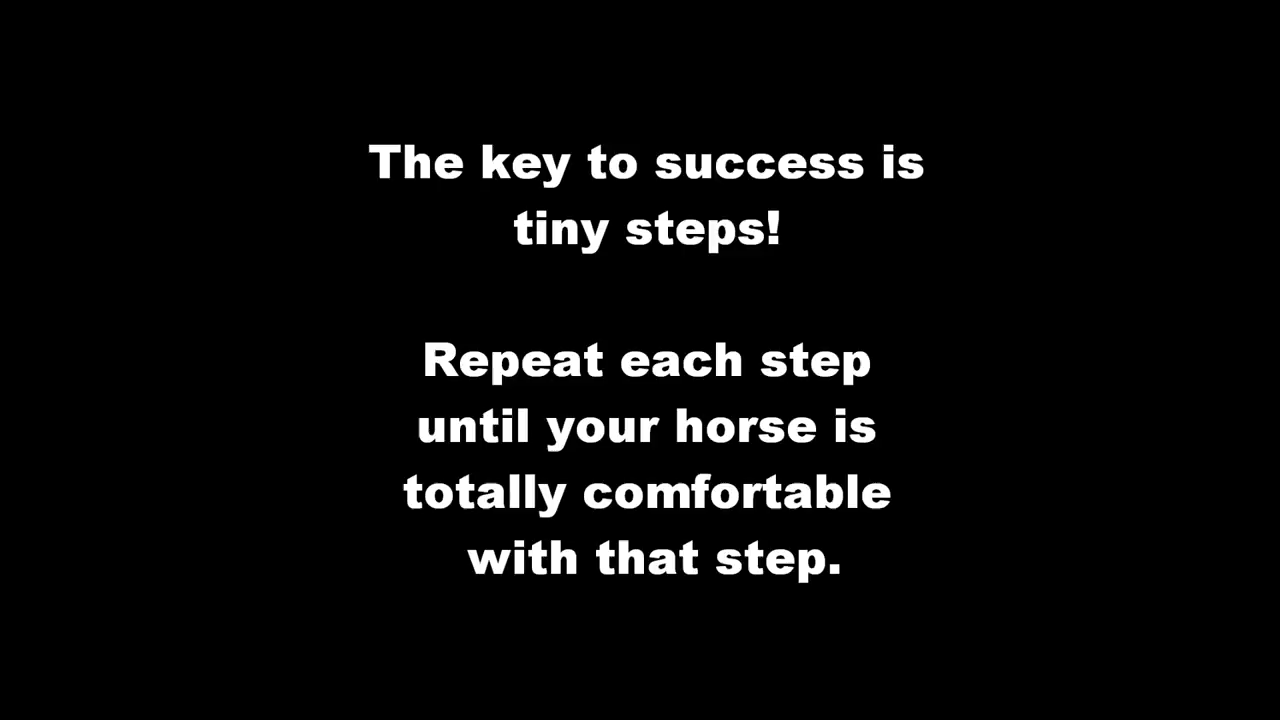 The key to success is
tiny steps!
Repeat each step
until your horse is
totally comfortable
with that step.